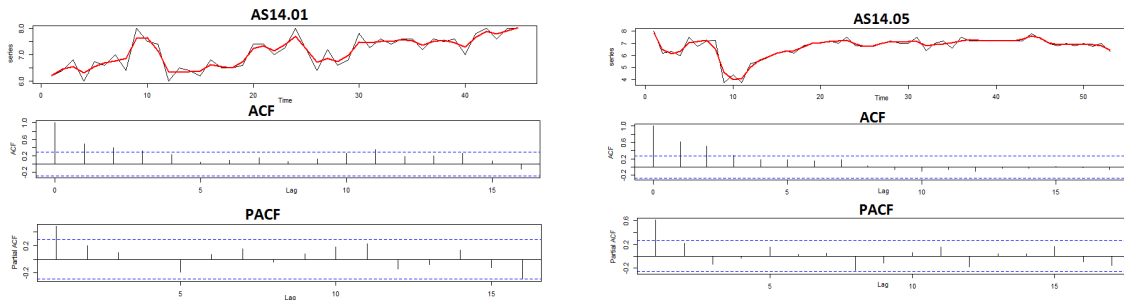 AS14.01
series
6.0 7.0 8.0
0 10 20 30 40
Time
ACF
ACF
-0.2 0.2 0.6 1.0
0 5 10 15
Lag
PACF
Partial ACF
-0.2 0.2
5 10 15
Lag
AS14.05
series
4 5 6 7 8
0 10 20 30 40 50
Time
ACF
ACF
-0.2 0.2 0.6 1.0
0 5 10 15
Lag
PACF
Partial ACF
-0.2 0.2 0.6
5 10 15
Lag